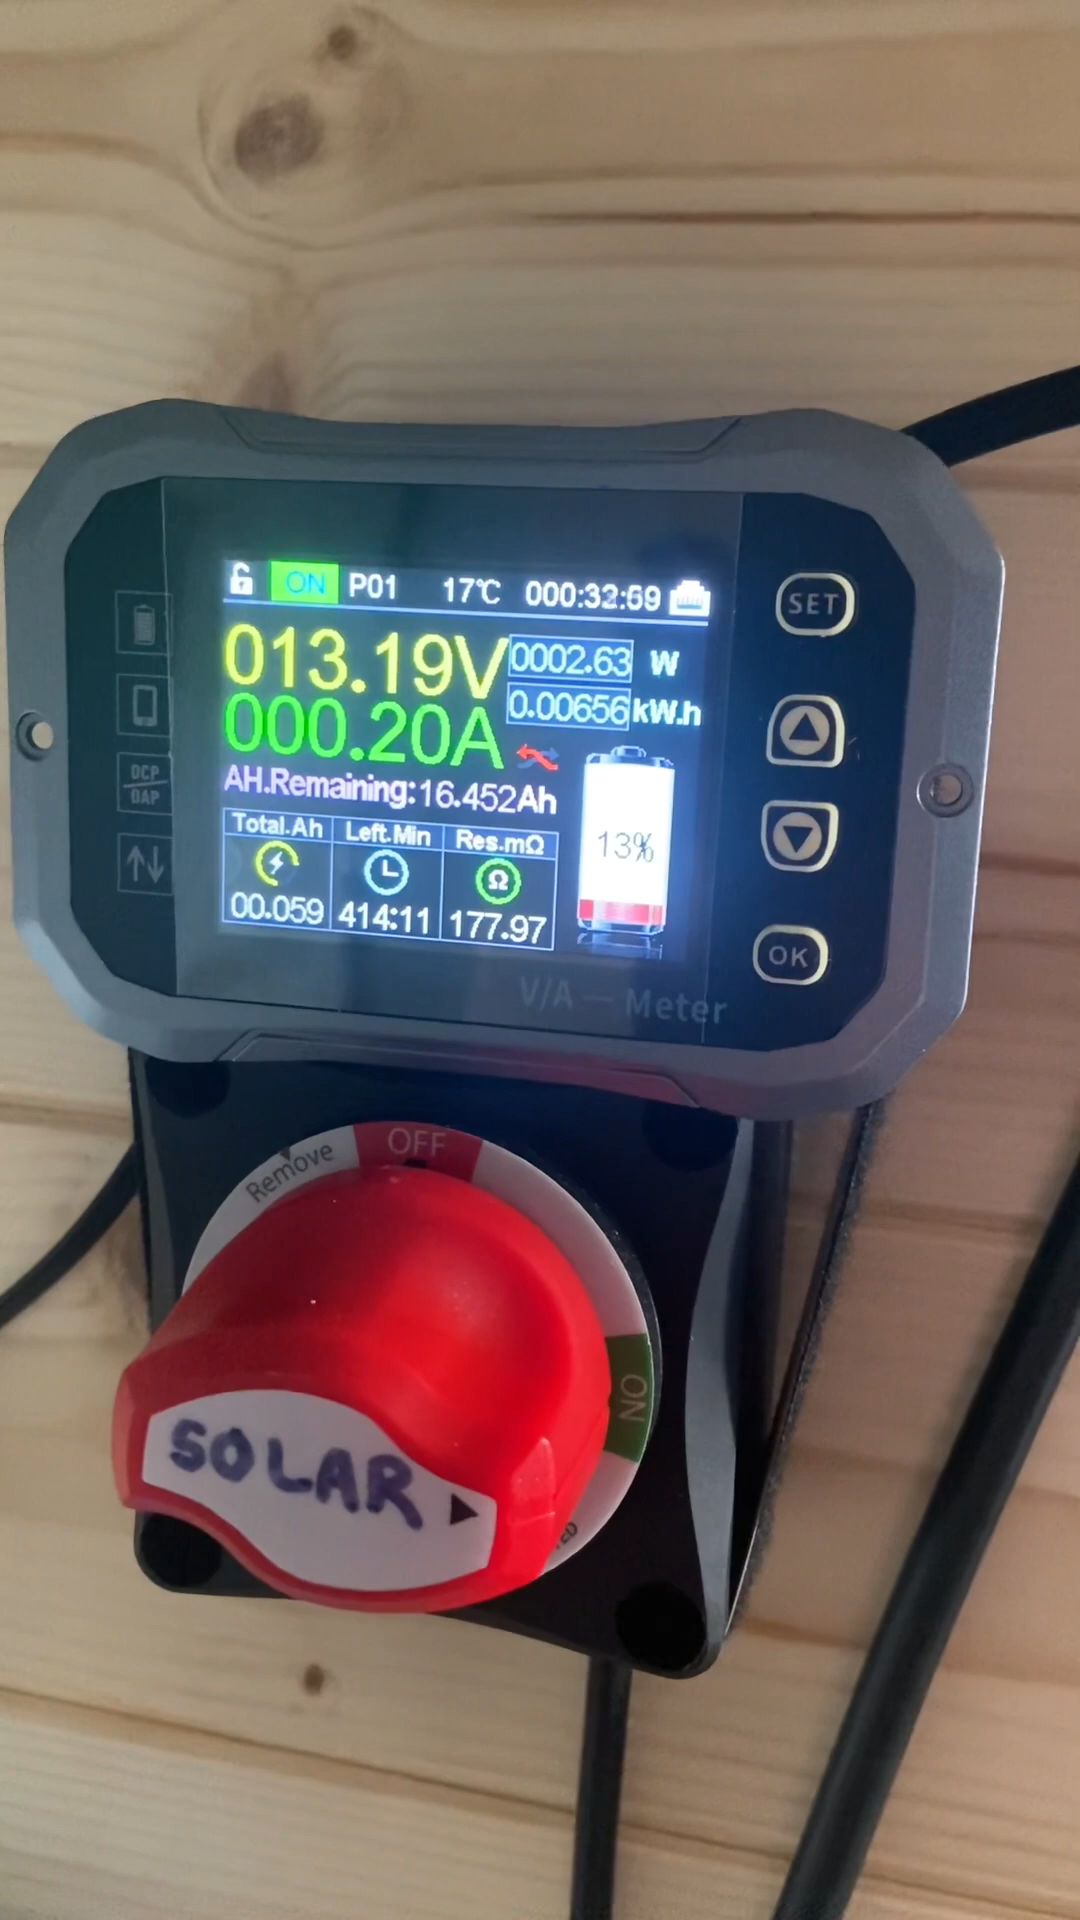 ON P01 17℃ 000:32:59
013.19V 0002.63 W
000.20A 0.00656 kW.h
AH.Remaining:16.452Ah
Total.Ah Left.Min Res.mΩ
13%
Ω
00.059 414:11 177.97
V/A — Meter
DCP
OAP
SET
OK
Remove
OFF
ON
SOLAR